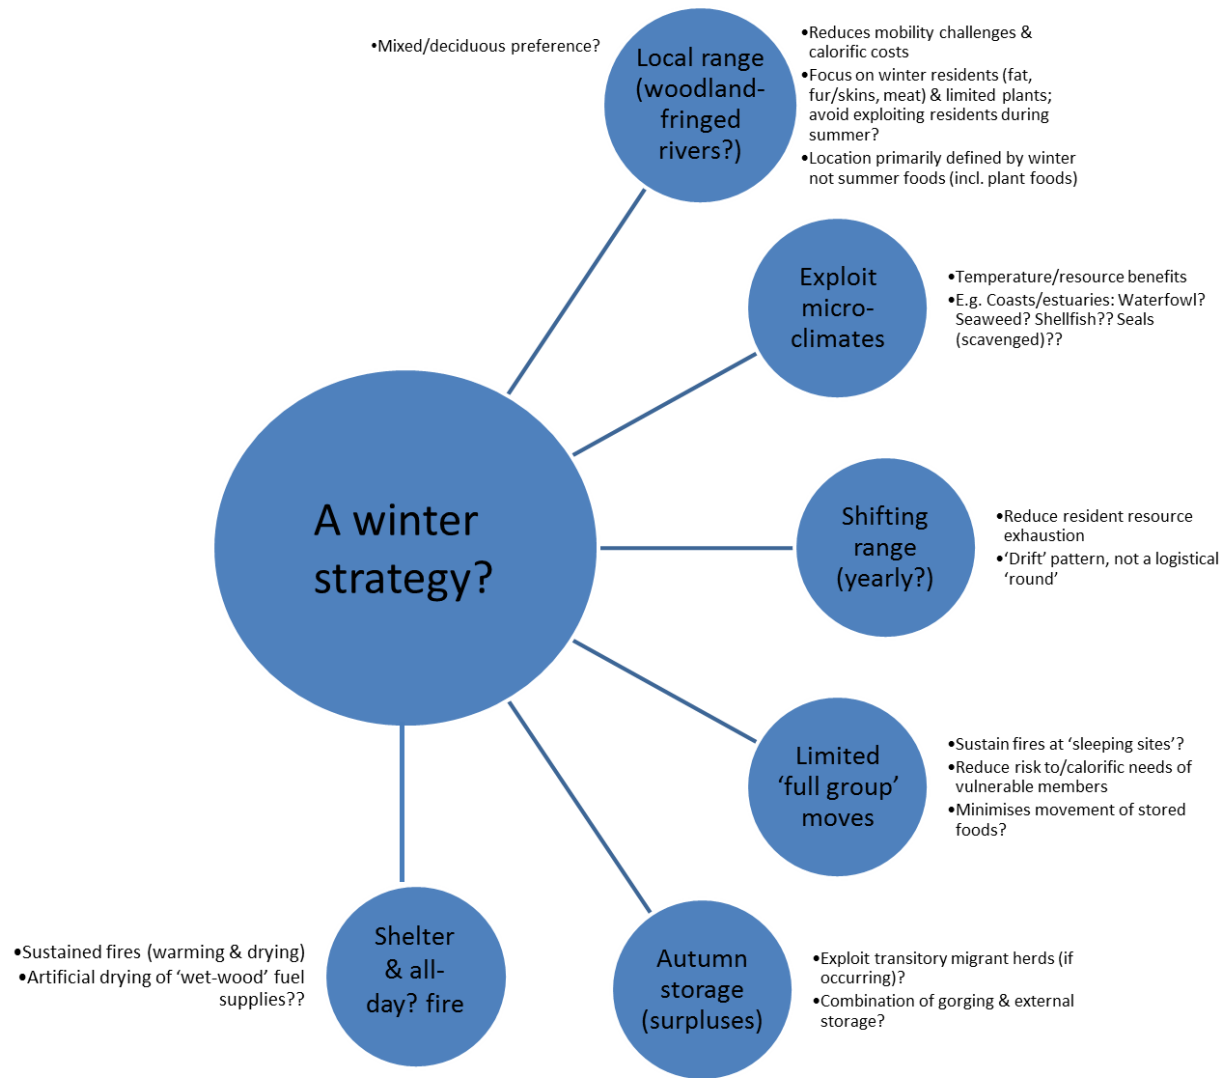 •Mixed/deciduous preference?
Local range
(woodland-
fringed
rivers?)
•Reduces mobility challenges &
calorific costs
•Focus on winter residents (fat,
fur/skins, meat) & limited plants;
avoid exploiting residents during
summer?
•Location primarily defined by winter
not summer foods (incl. plant foods)
Exploit
micro-
climates
•Temperature/resource benefits
•E.g. Coasts/estuaries: Waterfowl?
Seaweed? Shellfish?? Seals
(scavenged)??
A winter
strategy?
Shifting
range
(yearly?)
•Reduce resident resource
exhaustion
•‘Drift’ pattern, not a logistical
‘round’
Limited
‘full group’
moves
•Sustain fires at ‘sleeping sites’?
•Reduce risk to/calorific needs of
vulnerable members
•Minimises movement of stored
foods?
Autumn
storage
(surpluses)
•Exploit transitory migrant herds (if
occurring)?
•Combination of gorging & external
storage?
Shelter
& all-
day? fire
•Sustained fires (warming & drying)
•Artificial drying of ‘wet-wood’ fuel
supplies??